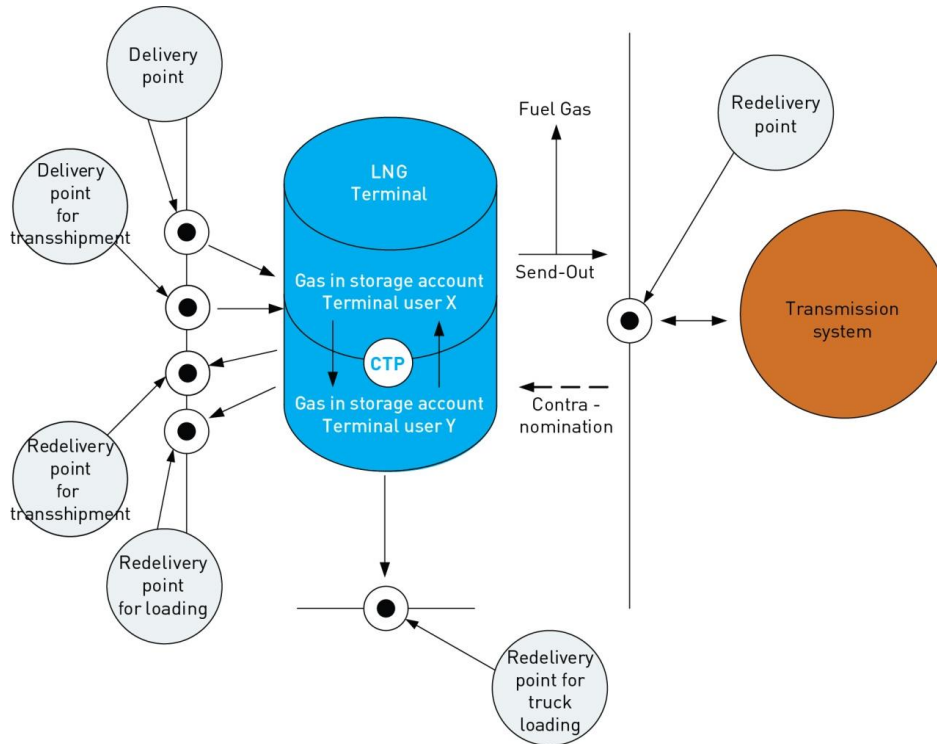 Delivery
point
Delivery
point
for
transshipment
Redelivery
point
for
transshipment
Redelivery
point
for loading
LNG
Terminal
Gas in storage account
Terminal user X
CTP
Gas in storage account
Terminal user Y
Fuel Gas
Send-Out
Contra -
nomination
Redelivery
point
Transmission
system
Redelivery
point for
truck
loading